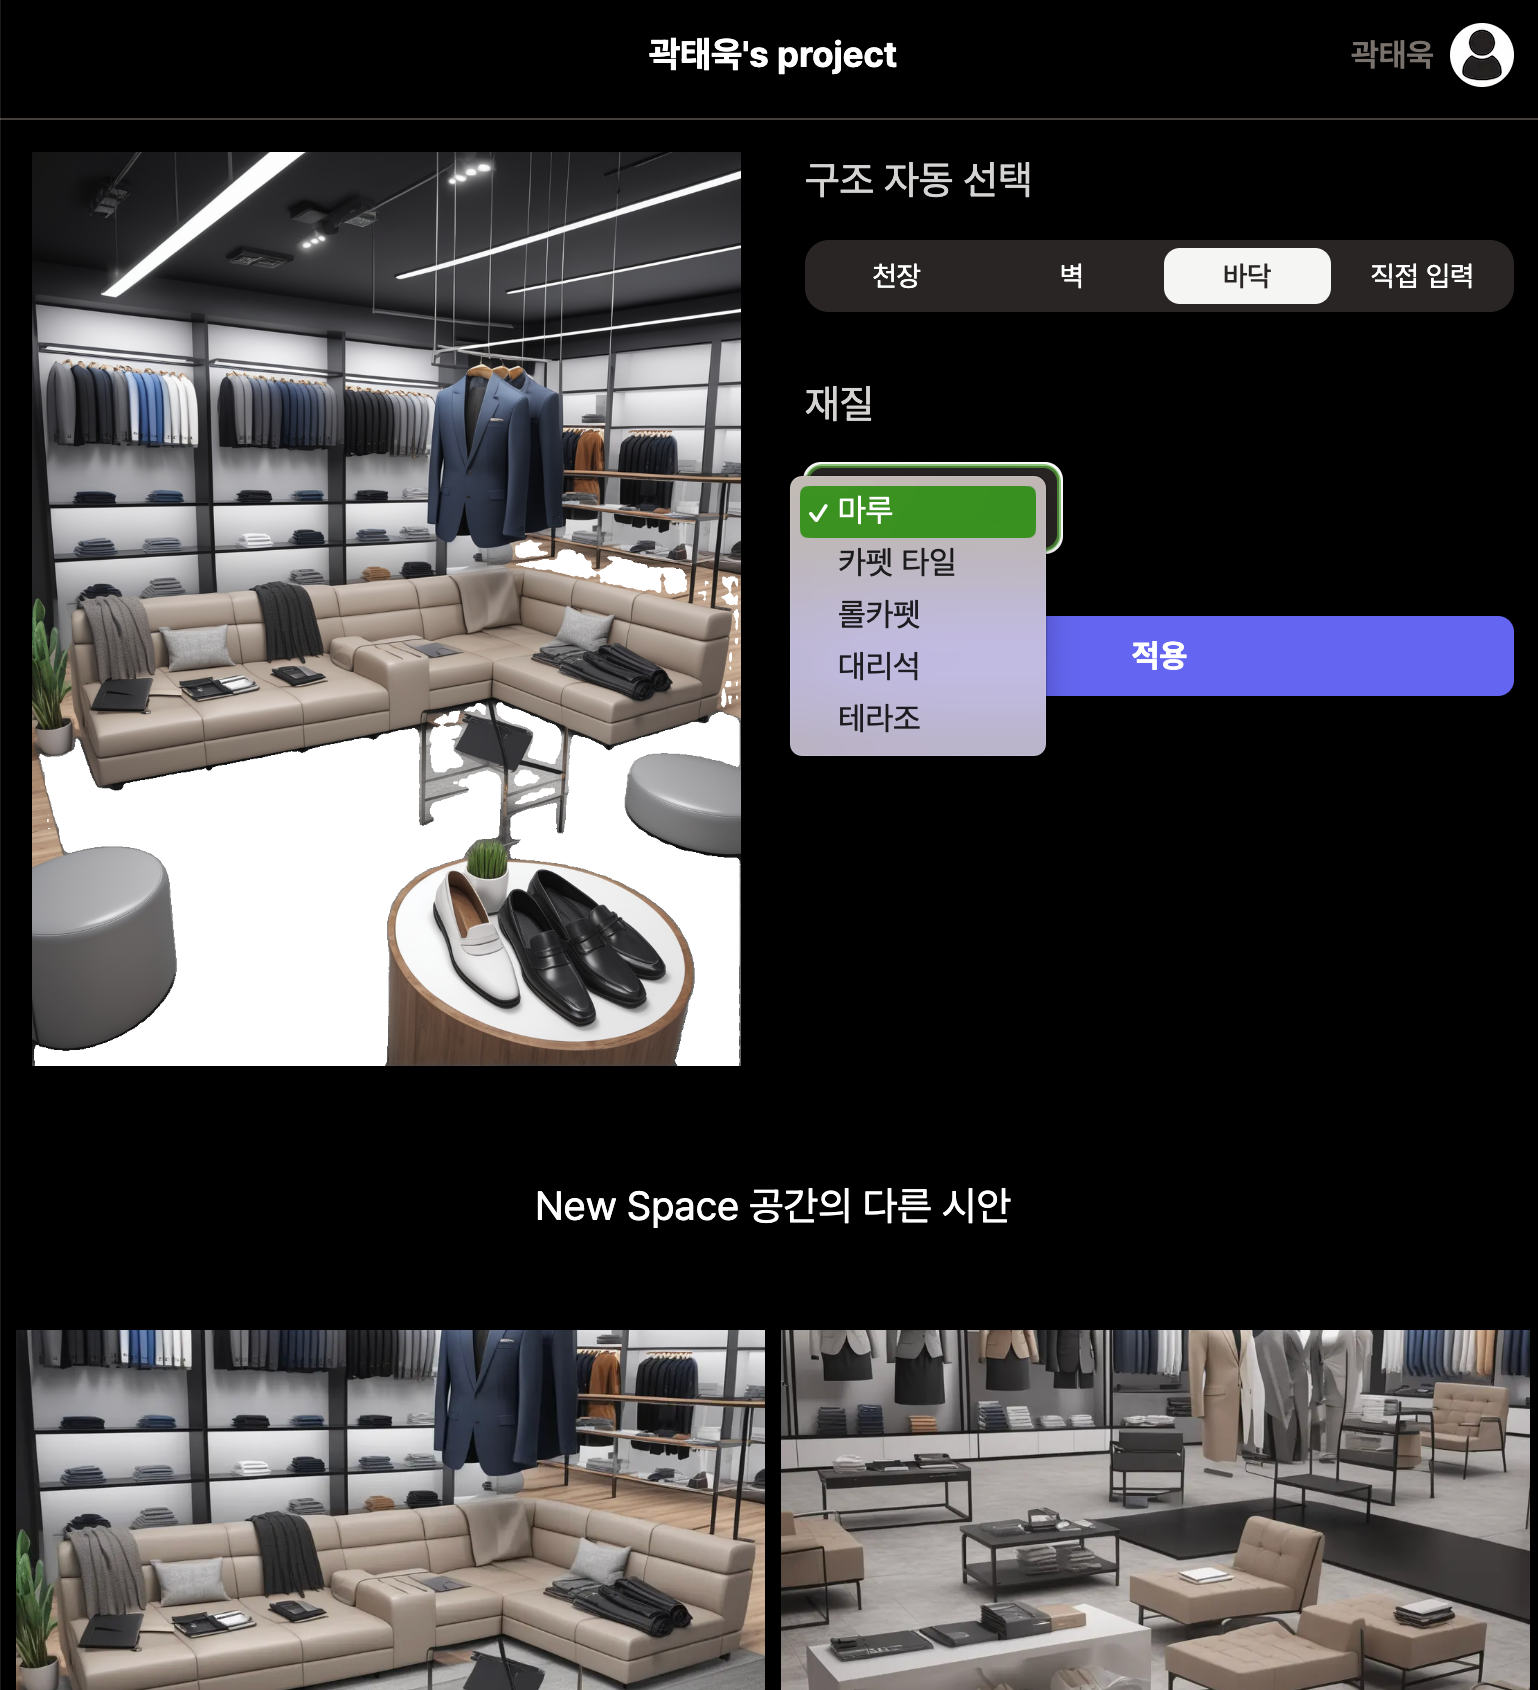 곽태욱's project
곽태욱
구조 자동 선택
천장 벽 바닥 직접 입력
재질
마루
카펫 타일
롤카펫
대리석
테라조
적용
New Space 공간의 다른 시안